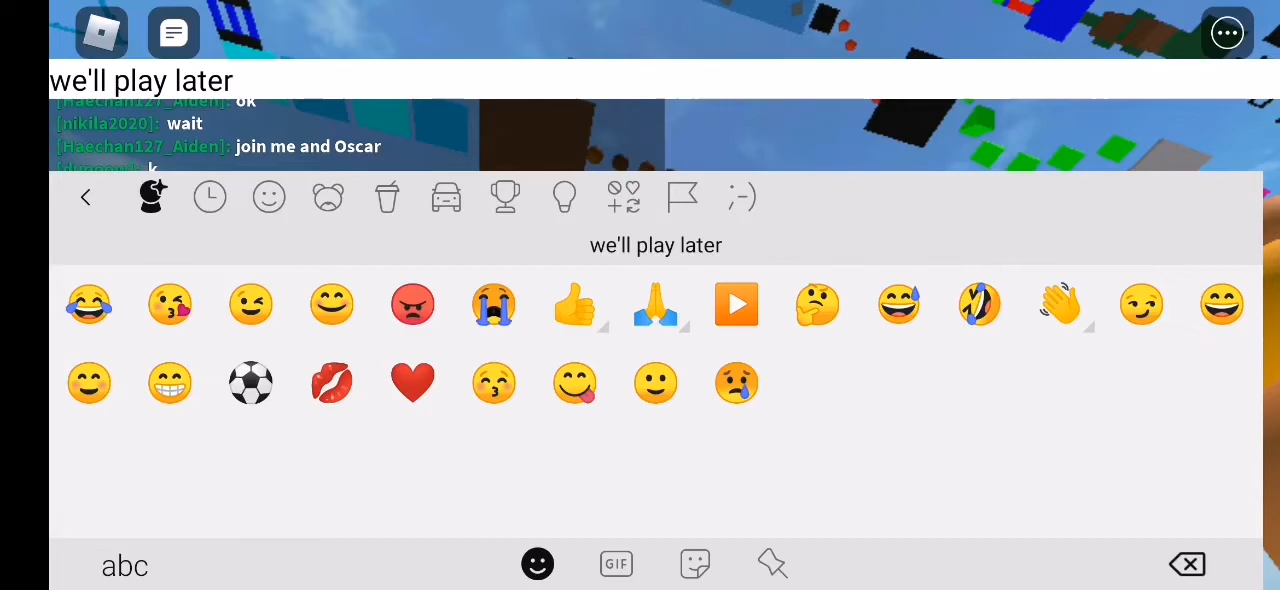 we'll play later
[Haechan127_Aiden]: ok
[nikila2020]: wait
[Haechan127_Aiden]: join me and Oscar
k
;-)
we'll play later
abc
GIF